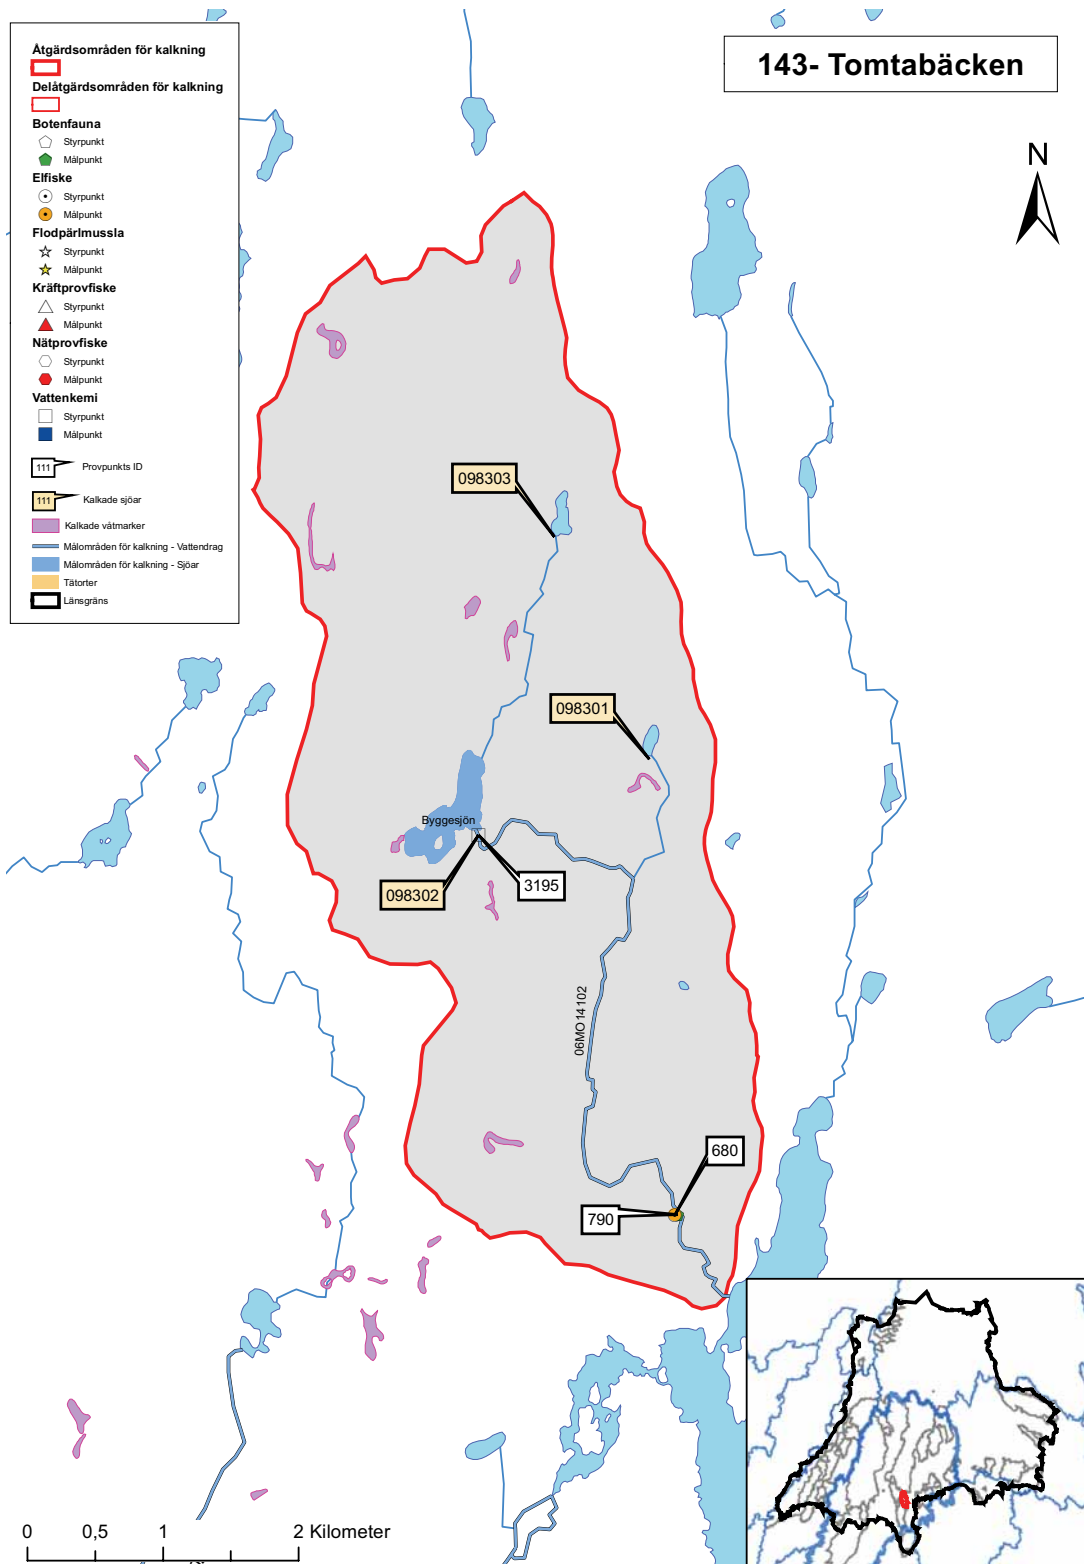 143- Tomtabäcken
Åtgärdsområden för kalkning
Delåtgärdsområden för kalkning
Botenfauna
Styrpunkt
Målpunkt
Elfiske
Styrpunkt
Målpunkt
Flodpärlmussla
Styrpunkt
Målpunkt
Kräftprovfiske
Styrpunkt
Målpunkt
Nätprovfiske
Styrpunkt
Målpunkt
Vattenkemi
Styrpunkt
Målpunkt
111 Provpunkts ID
111 Kalkade sjöar
Kalkade våtmarker
Målområden för kalkning - Vattendrag
Målområden för kalkning - Sjöar
Tätorter
Länsgräns
N
098303
098301
Byggesjön
098302
3195
06MO14102
680
790
0 0,5 1 2 Kilometer